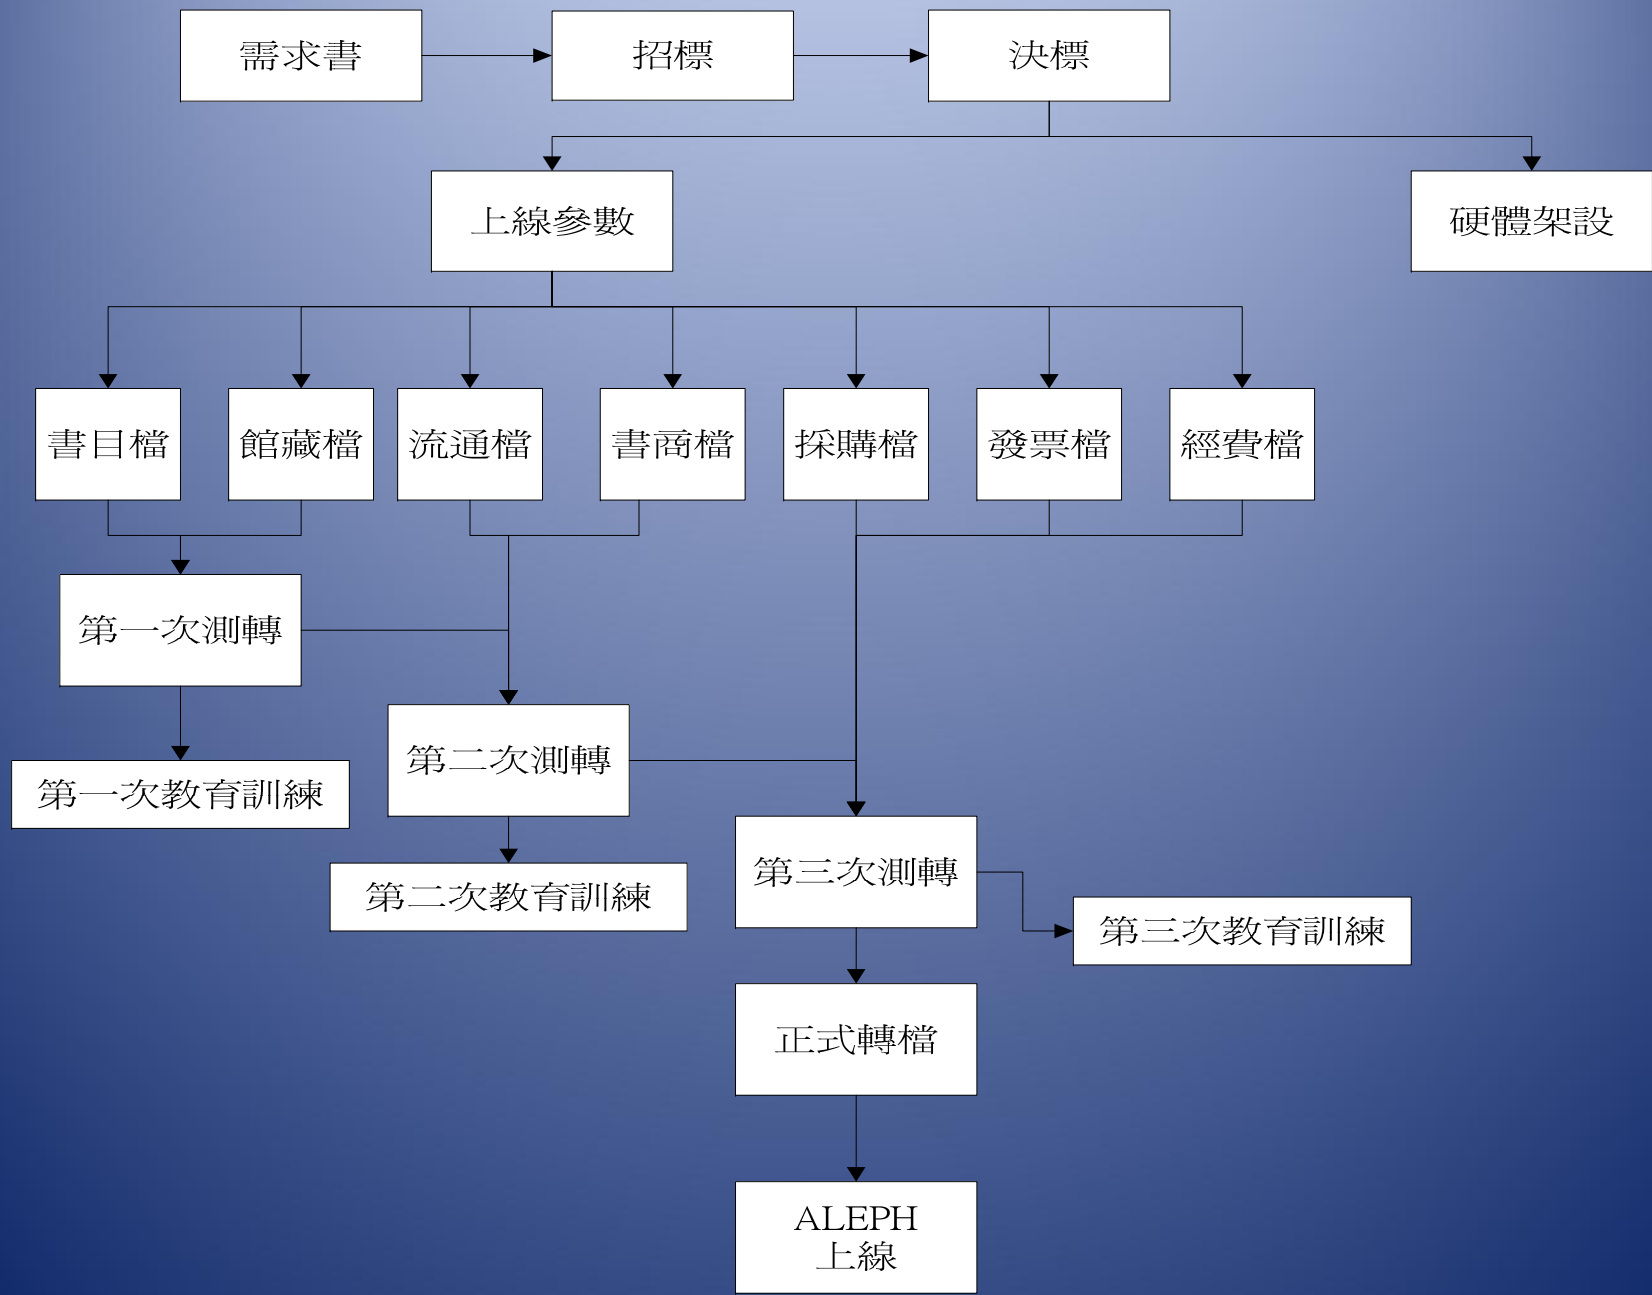 需求書
招標
決標
上線參數
硬體架設
書目檔
館藏檔
流通檔
書商檔
採購檔
發票檔
經費檔
第一次測轉
第二次測轉
第一次教育訓練
第三次測轉
第二次教育訓練
第三次教育訓練
正式轉檔
ALEPH
上線